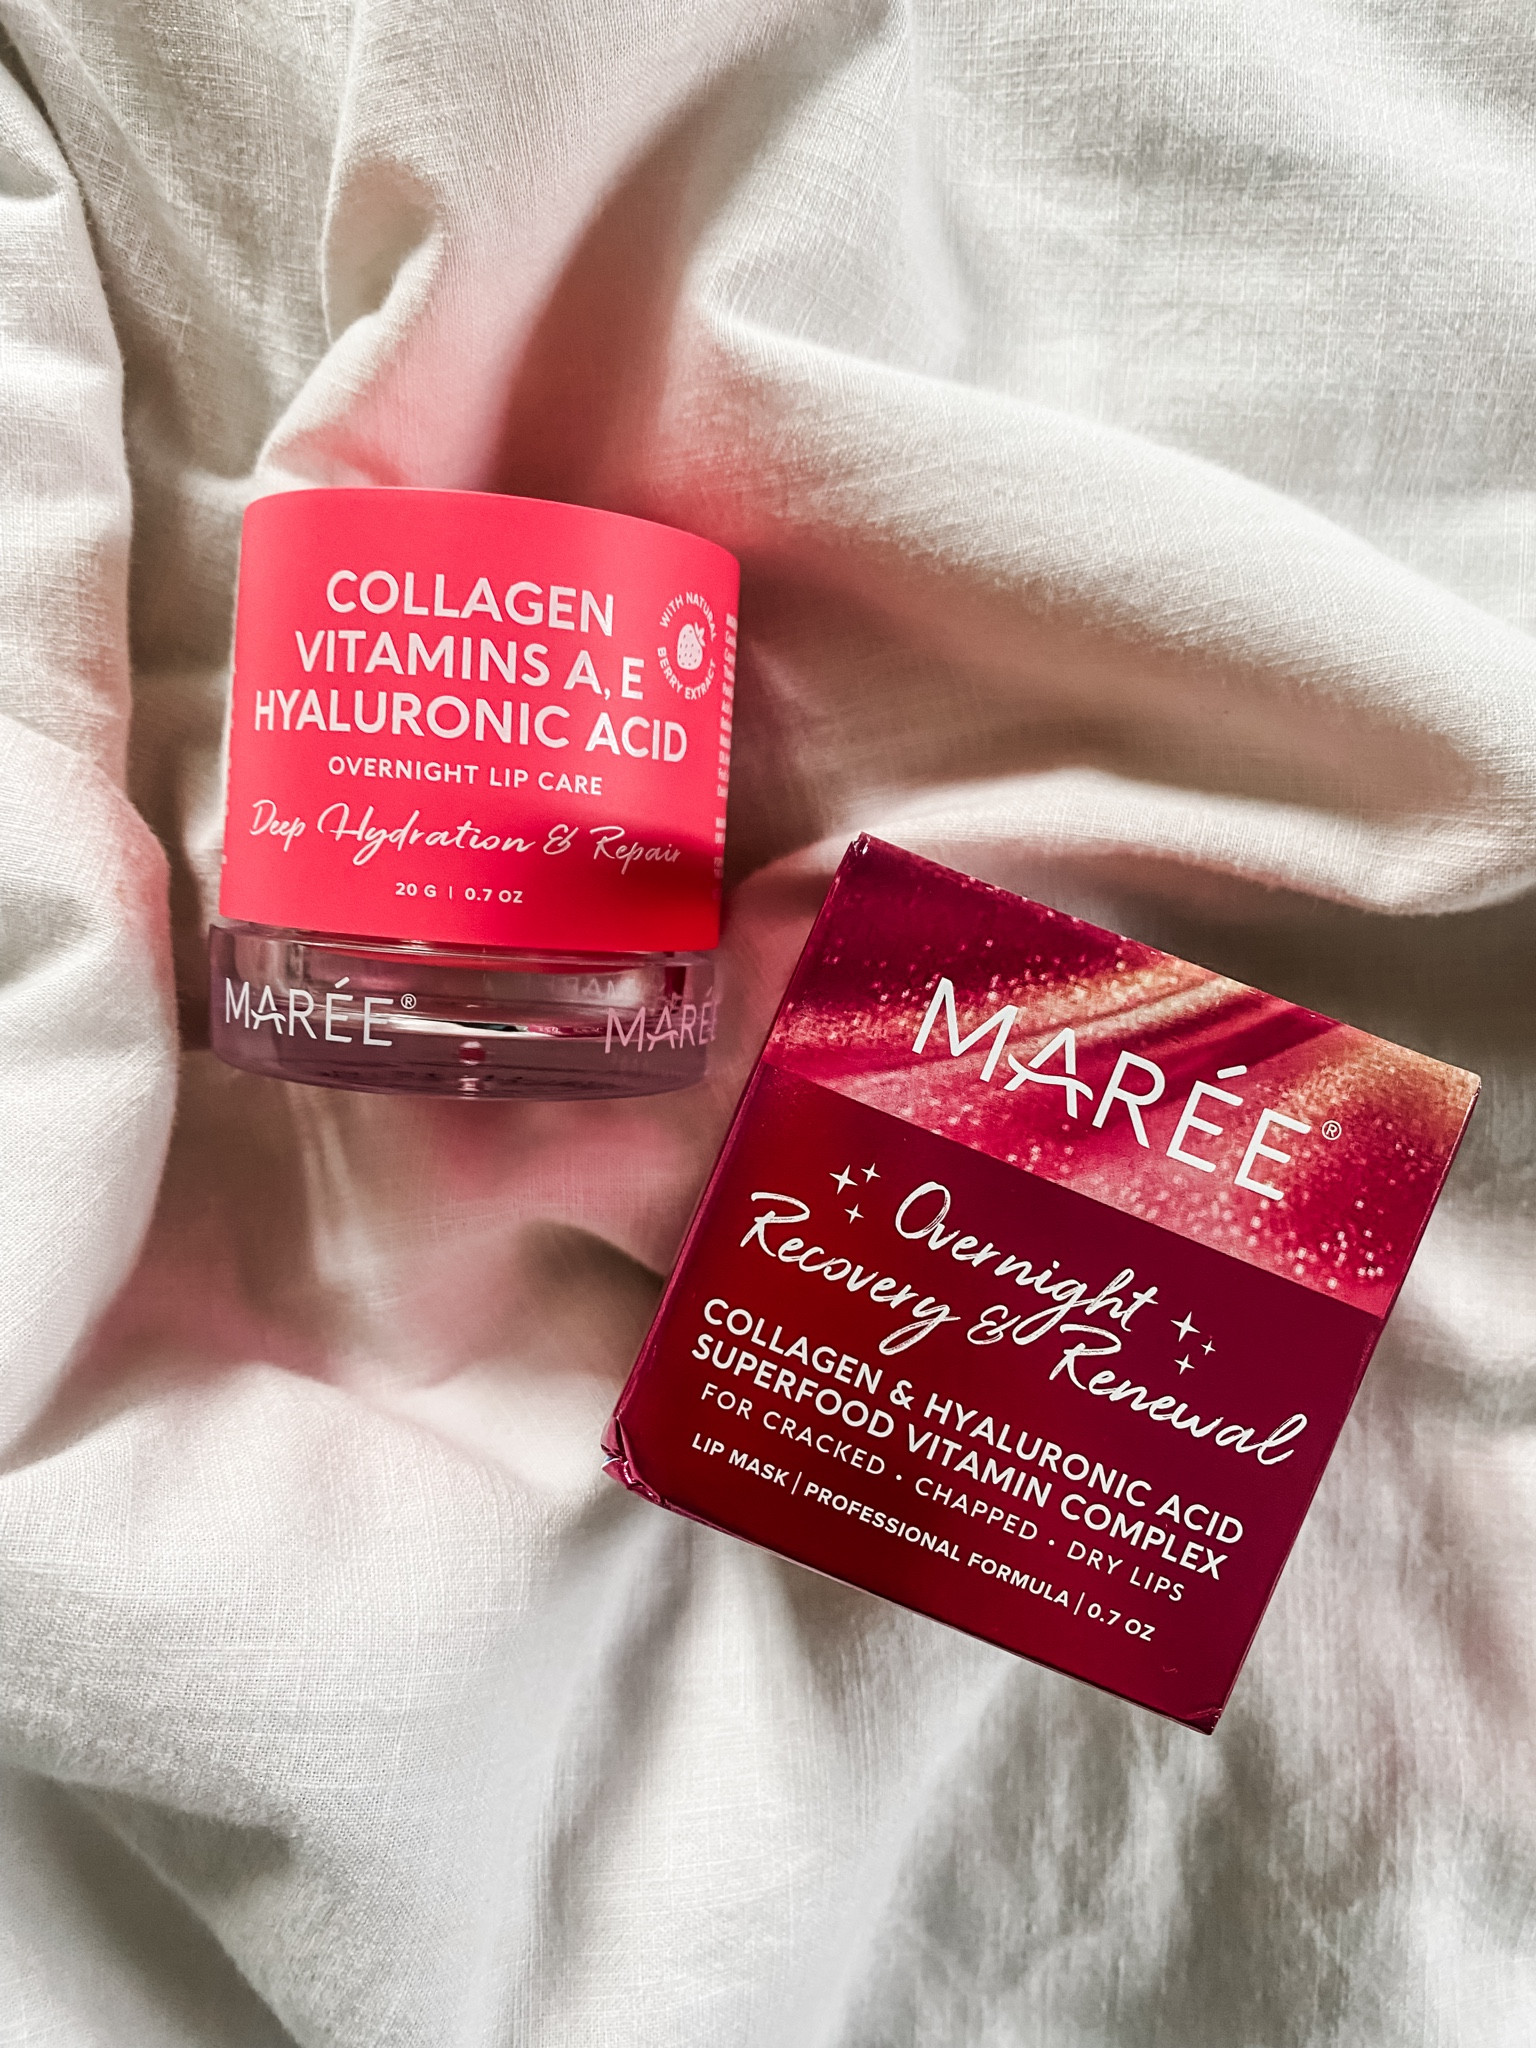 COLLAGEN
VITAMINS A, E
HYALURONIC ACID
OVERNIGHT LIP CARE
Deep Hydration & Repair
20 G | 0.7 OZ
WITH NATURAL
BERRY EXTRACT
MARÉE®
MARÉE
MARÉE®
Overnight
Recovery & Renewal
COLLAGEN & HYALURONIC ACID
SUPERFOOD VITAMIN COMPLEX
FOR CRACKED · CHAPPED · DRY LIPS
LIP MASK | PROFESSIONAL FORMULA | 0.7 OZ